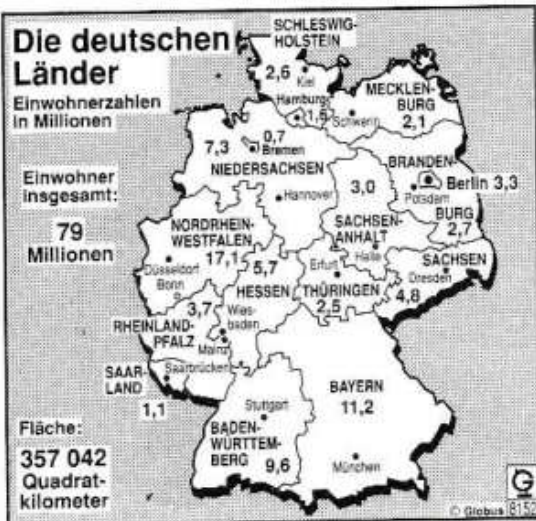 Die deutschen
Länder
Einwohnerzahlen
in Millionen
Einwohner
insgesamt:
79
Millionen
Fläche:
357 042
Quadrat-
kilometer
SCHLESWIG-
HOLSTEIN
2,6
Kiel
Hamburg
1,6
MECKLEN-
BURG
Schwerin
2,1
0,7
Bremen
7,3
NIEDERSACHSEN
Hannover
BRANDEN-
Berlin 3,3
Potsdam
BURG
2,7
3,0
SACHSEN-
ANHALT
Halle
NORDRHEIN-
WESTFALEN
17,1
Düsseldorf
Bonn
5,7
HESSEN
Wies-
baden
Erfurt
THÜRINGEN
2,5
SACHSEN
Dresden
4,8
3,7
RHEINLAND-
PFALZ
Mainz
SAAR-
LAND
Saarbrücken
1,1
BAYERN
11,2
München
Stuttgart
BADEN-
WÜRTTEM-
BERG
9,6
G
© Globus 8152